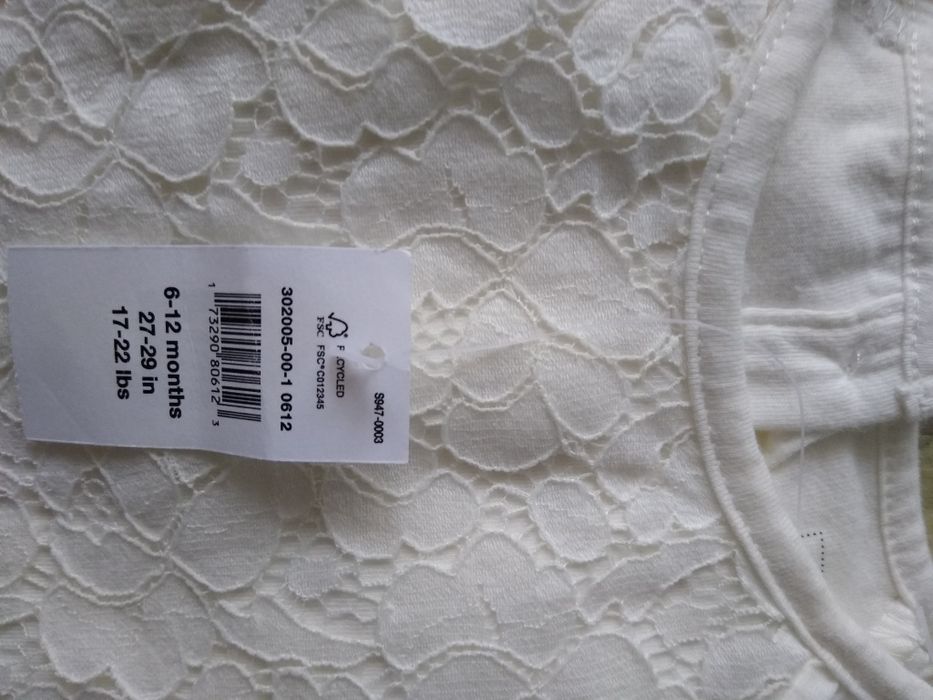 S947-0003
FSC
FSC® C012345
302005-00-1 0612
1 73290 80612 3
6-12 months
27-29 in
17-22 lbs